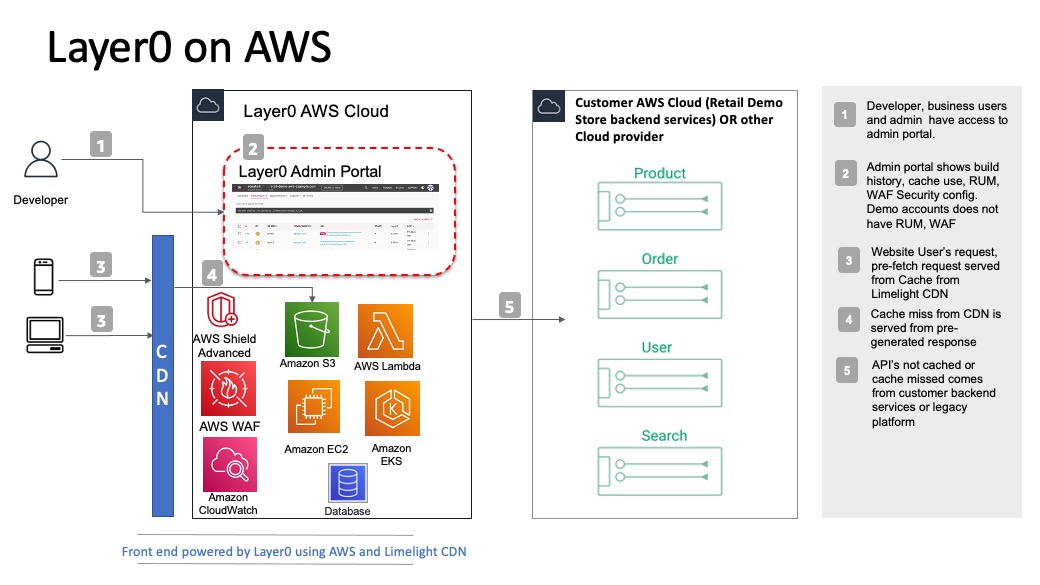 Layer0 on AWS
Layer0 AWS Cloud
Customer AWS Cloud (Retail Demo
Store backend services) OR other
Cloud provider
1
Developer, business users
and admin have access to
admin portal.
2
Admin portal shows build
history, cache use, RUM,
WAF Security config.
Demo accounts does not
have RUM, WAF
3
Website User's request,
pre-fetch request served
from Cache from
Limelight CDN
4
Cache miss from CDN is
served from pre-
generated response
5
API's not cached or
cache missed comes
from customer backend
services or legacy
platform
1
Developer
2
Layer0 Admin Portal
3
3
4
5
CDN
AWS Shield
Advanced
Amazon S3
AWS Lambda
AWS WAF
Amazon EC2
Amazon
EKS
Amazon
CloudWatch
Database
Product
Order
User
Search
Front end powered by Layer0 using AWS and Limelight CDN